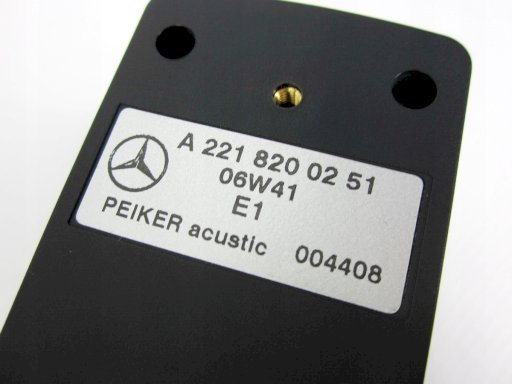 A 221 820 02 51
06W41
E1
PEIKER acustic 004408